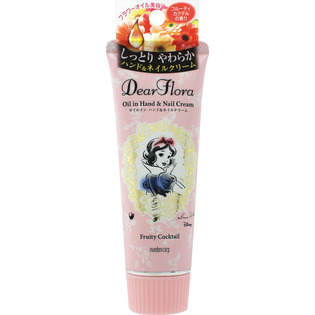 フラワーオイル美容
フルーティ
カクテル
の香り
しっとり やわらか
ハンド&ネイルクリーム
Dear Flora
Oil in Hand & Nail Cream
オイルイン ハンド&ネイルクリーム
Disney
Fruity Cocktail
mandom corp.